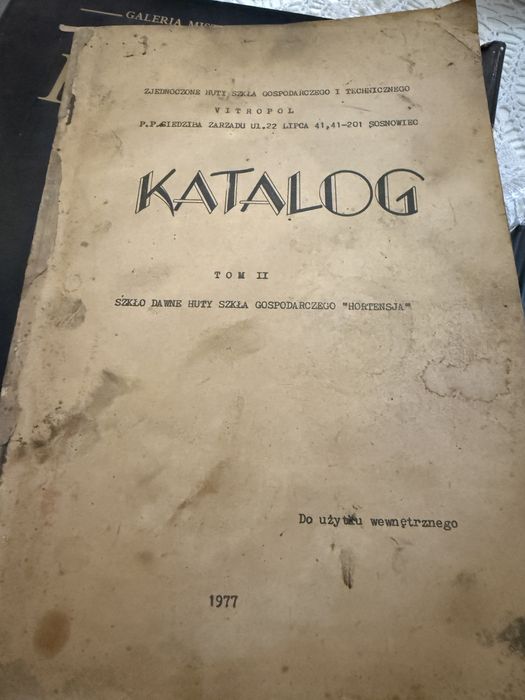 GALERIA
ZJEDNOCZONE HUTY SZKŁA GOSPODARCZEGO I TECHNICZNEGO
VITROPOL
P.P.SIEDZIBA ZARZADU Ul.22 LIPCA 41,41-201 SOSNOWIEC
KATALOG
TOM II
SZKŁO DAWNE HUTY SZKŁA GOSPODARCZEGO "HORTENSJA"
Do użytku wewnętrznego
1977